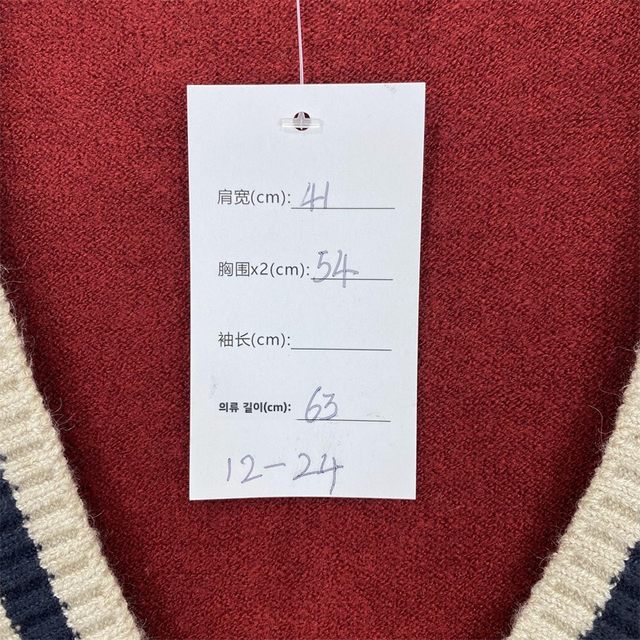 肩宽(cm): 41
胸围x2(cm): 54
袖长(cm):
의류 길이(cm): 63
12-24